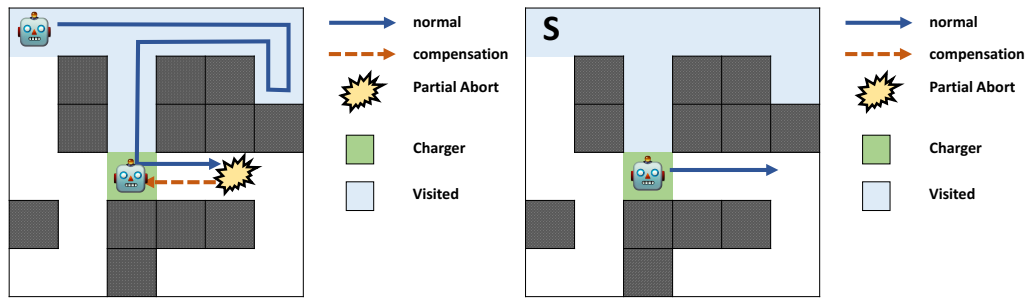 normal
compensation
Partial Abort
Charger
Visited
S
normal
compensation
Partial Abort
Charger
Visited